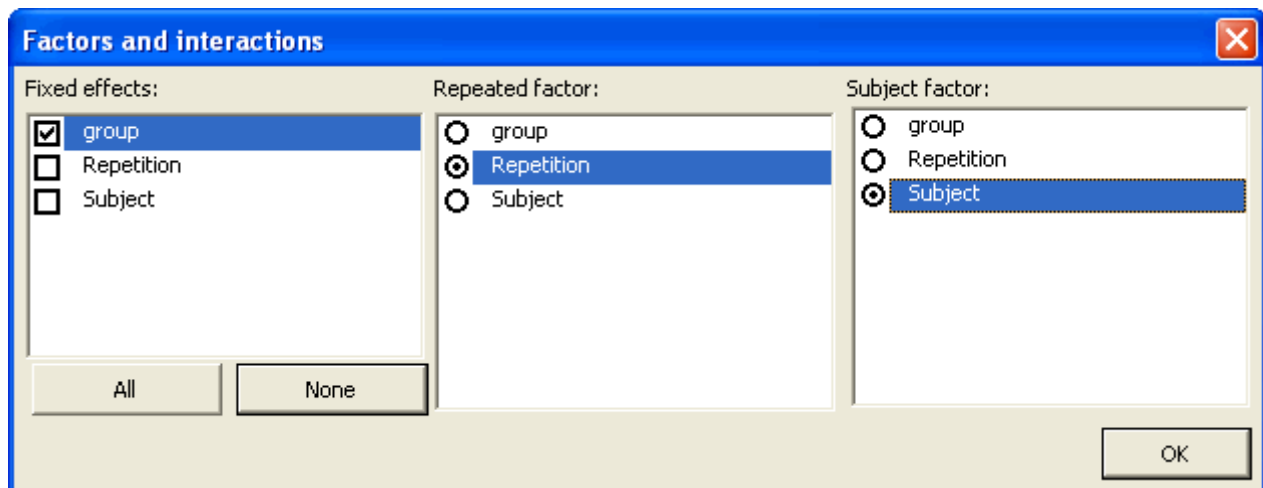 Factors and interactions
Fixed effects:
group
Repetition
Subject
All
None
Repeated factor:
group
Repetition
Subject
Subject factor:
group
Repetition
Subject
OK